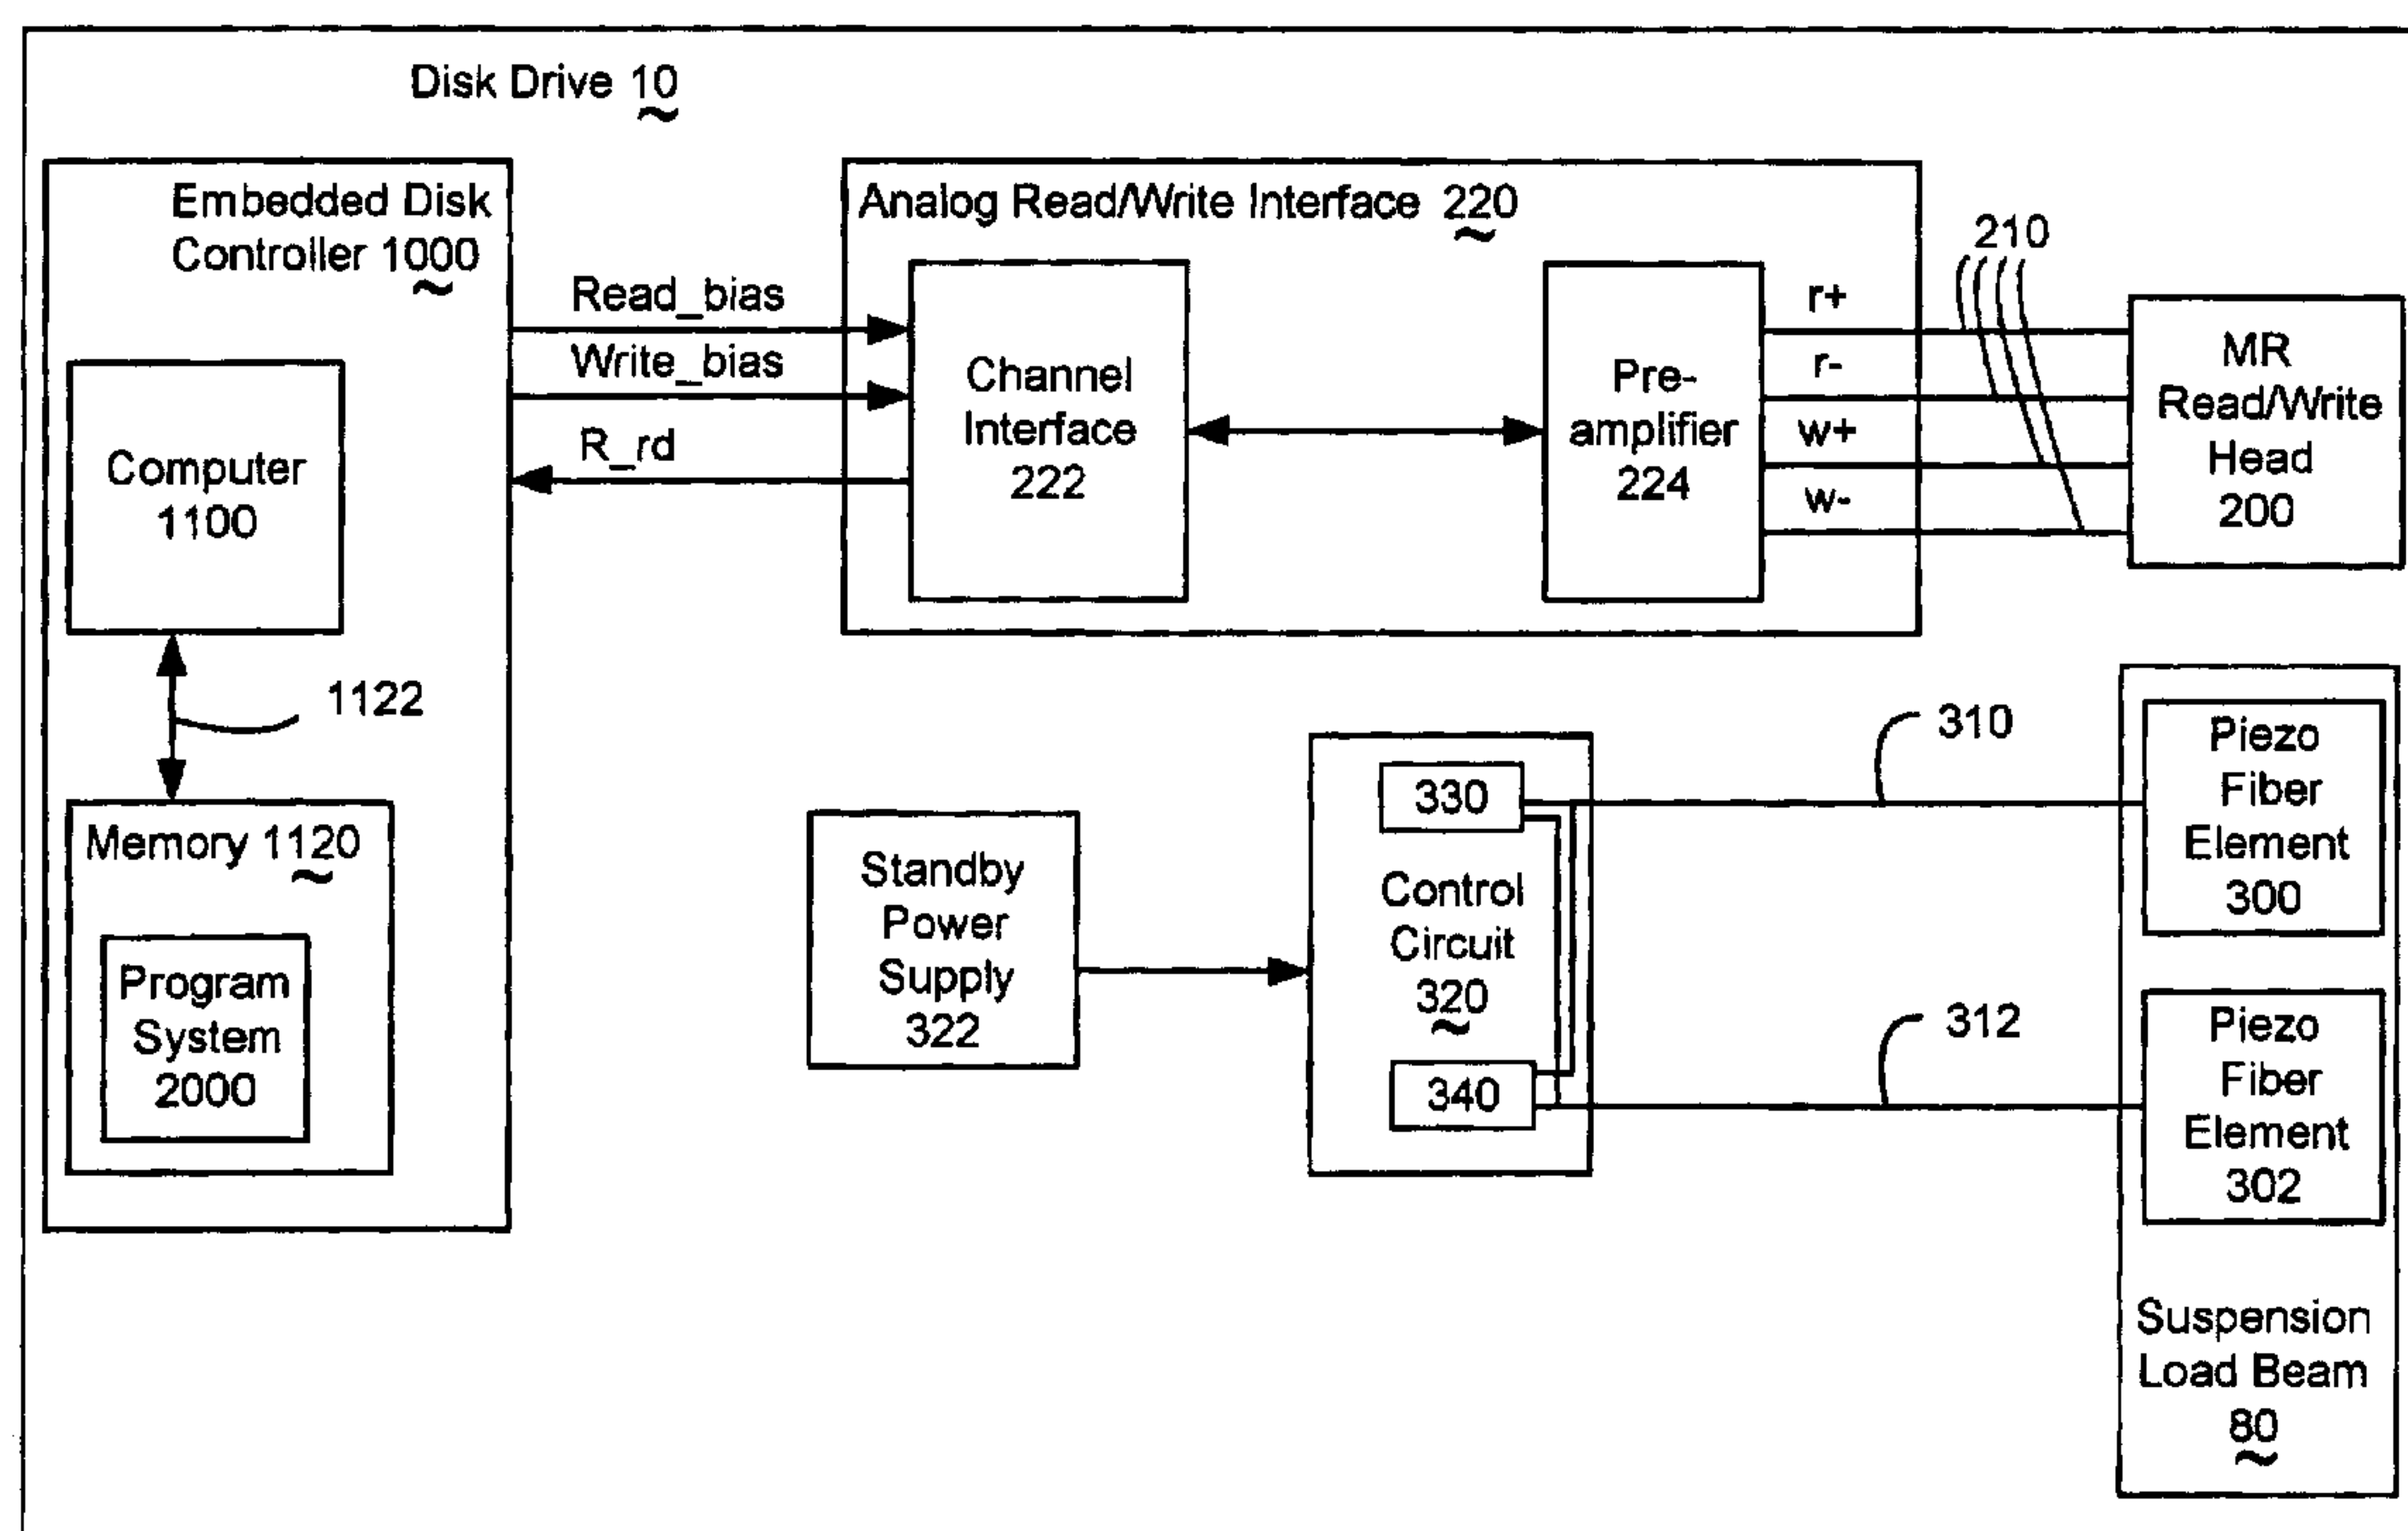 Disk Drive 10
Embedded Disk
Controller 1000
Computer
1100
1122
Memory 1120
Program
System
2000
Read_bias
Write_bias
R_rd
Analog Read/Write Interface 220
Channel
Interface
222
Pre-
amplifier
224
r+
r-
w+
w-
210
MR
Read/Write
Head
200
Standby
Power
Supply
322
330
Control
Circuit
320
340
310
312
Piezo
Fiber
Element
300
Piezo
Fiber
Element
302
Suspension
Load Beam
80